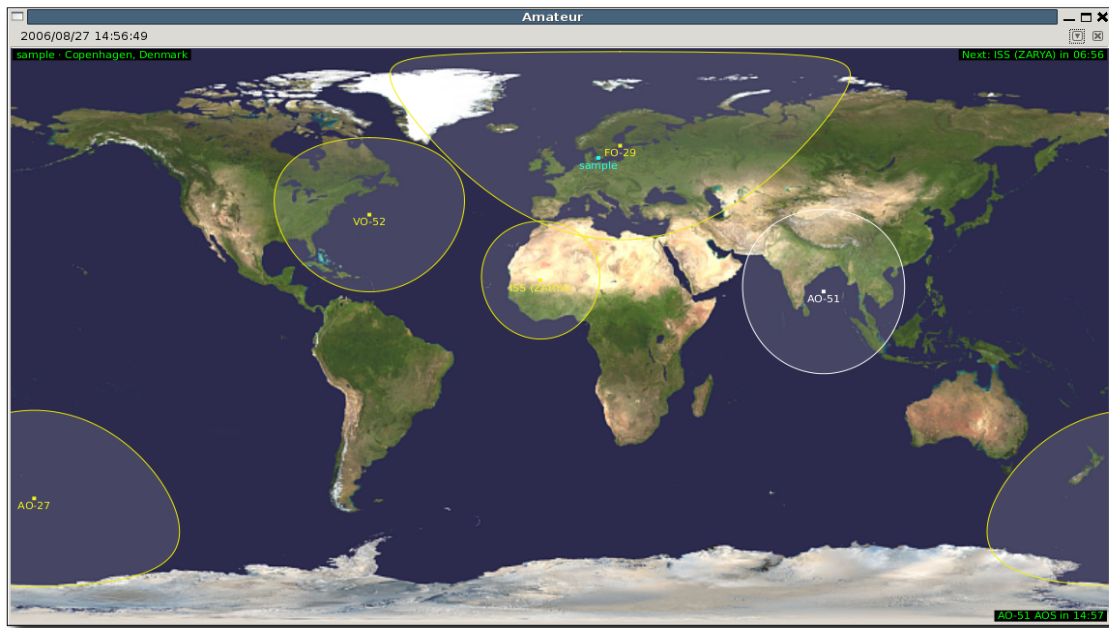 Amateur
2006/08/27 14:56:49
sample - Copenhagen, Denmark
Next: ISS (ZARYA) in 06:56
FO-29
sample
VO-52
ISS (ZARYA)
AO-51
AO-27
AO-51 AOS in 14:57